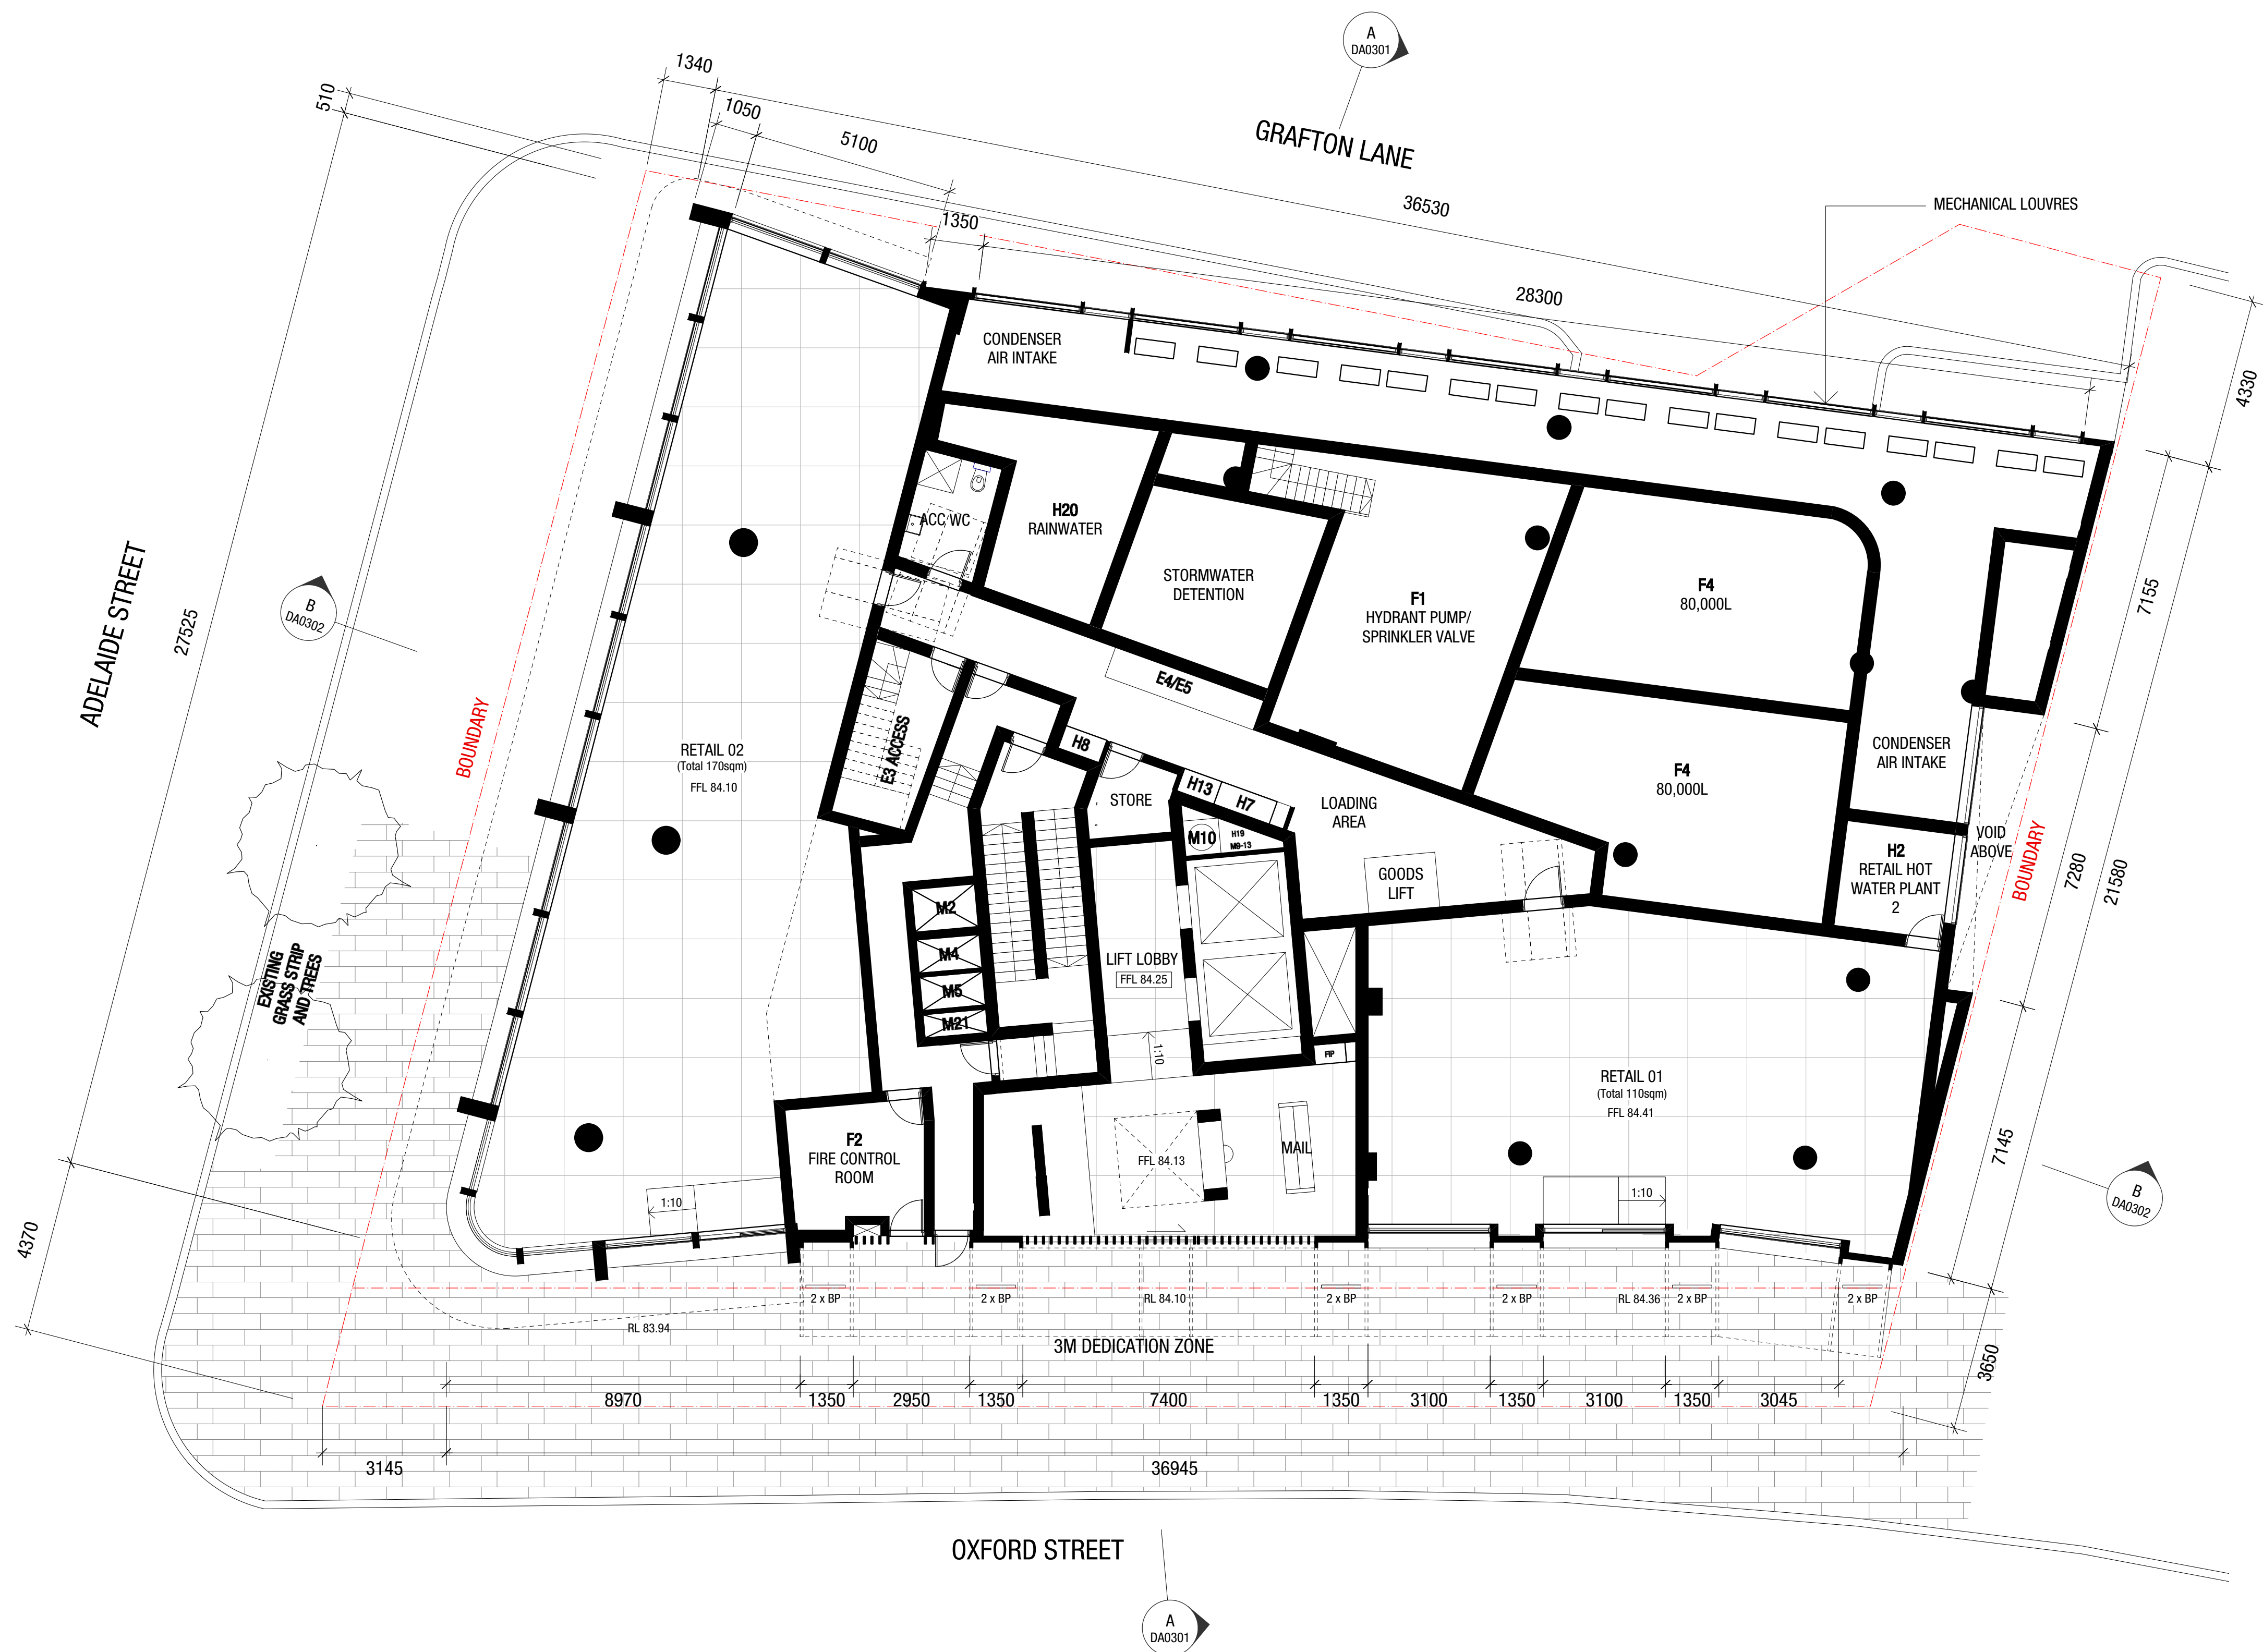 A
DA0301
GRAFTON LANE
1340
510
1050
5100
36530
1350
28300
MECHANICAL LOUVRES
4330
CONDENSER
AIR INTAKE
ACC WC
H20
RAINWATER
STORMWATER
DETENTION
F1
HYDRANT PUMP/
SPRINKLER VALVE
F4
80,000L
7155
ADELAIDE STREET
27525
B
DA0302
BOUNDARY
RETAIL 02
(Total 170sqm)
FFL 84.10
E3 ACCESS
E4/E5
H8
STORE
H13
H7
M10
H19
M9-13
LOADING
AREA
GOODS
LIFT
F4
80,000L
CONDENSER
AIR INTAKE
VOID
ABOVE
H2
RETAIL HOT
WATER PLANT
2
BOUNDARY
7280
21580
M2
M4
M5
M21
LIFT LOBBY
FFL 84.25
1:10
FIP
EXISTING
GRASS STRIP
AND TREES
RETAIL 01
(Total 110sqm)
FFL 84.41
F2
FIRE CONTROL
ROOM
FFL 84.13
MAIL
7145
B
DA0302
1:10
1:10
4370
2 x BP
2 x BP
RL 84.10
2 x BP
2 x BP
RL 84.36
2 x BP
2 x BP
RL 83.94
3M DEDICATION ZONE
3650
8970
1350
2950
1350
7400
1350
3100
1350
3100
1350
3045
3145
36945
OXFORD STREET
A
DA0301